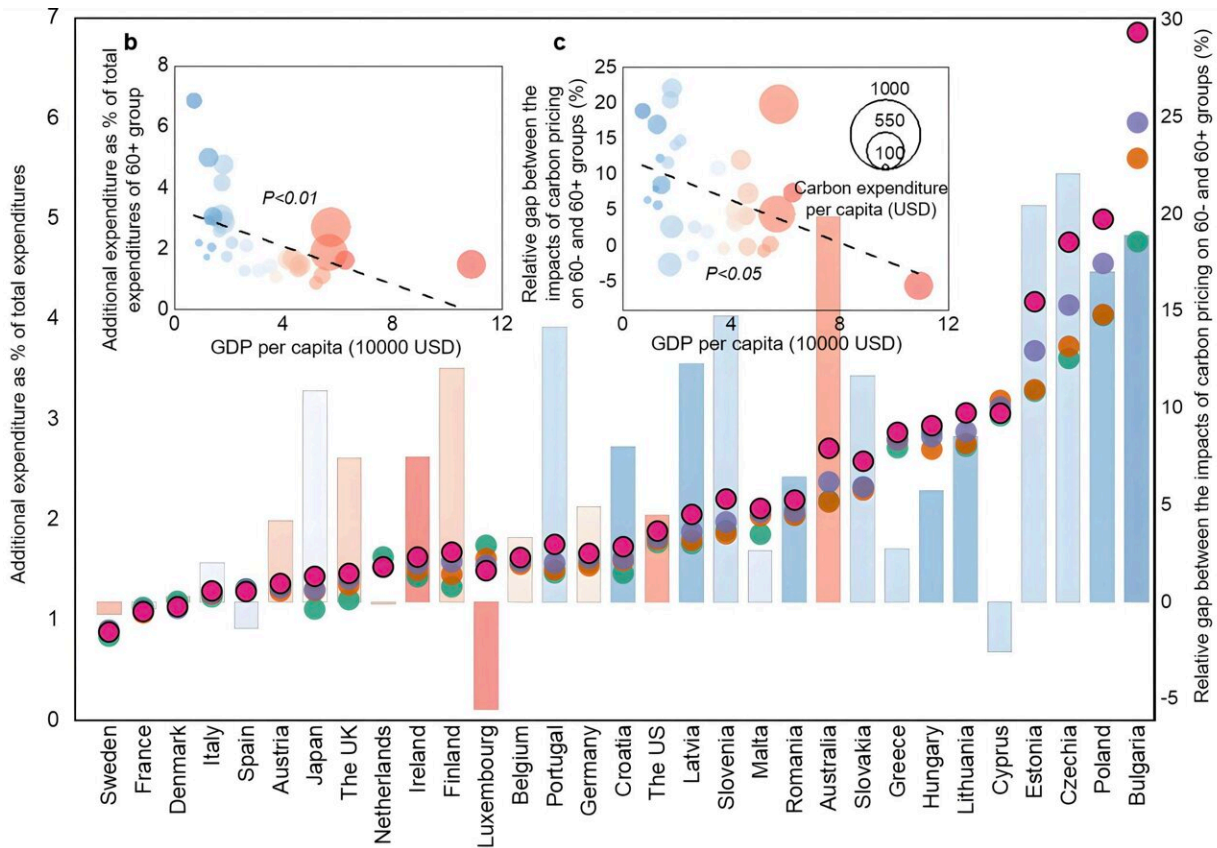 7
6
5
4
3
2
1
0
Additional expenditure as % of total expenditures
b
8
6
4
2
0
Additional expenditure as % of total
expenditures of 60+ group
P<0.01
0
4
8
12
GDP per capita (10000 USD)
c
25
20
15
10
5
0
-5
Relative gap between the
impacts of carbon pricing
on 60- and 60+ groups (%)
1000
550
100
Carbon expenditure
per capita (USD)
P<0.05
0
4
8
12
GDP per capita (10000 USD)
30
25
20
15
10
5
0
-5
Relative gap between the impacts of carbon pricing on 60- and 60+ groups (%)
Sweden
France
Denmark
Italy
Spain
Austria
Japan
The UK
Netherlands
Ireland
Finland
Luxembourg
Belgium
Portugal
Germany
Croatia
The US
Latvia
Slovenia
Malta
Romania
Australia
Slovakia
Greece
Hungary
Lithuania
Cyprus
Estonia
Czechia
Poland
Bulgaria